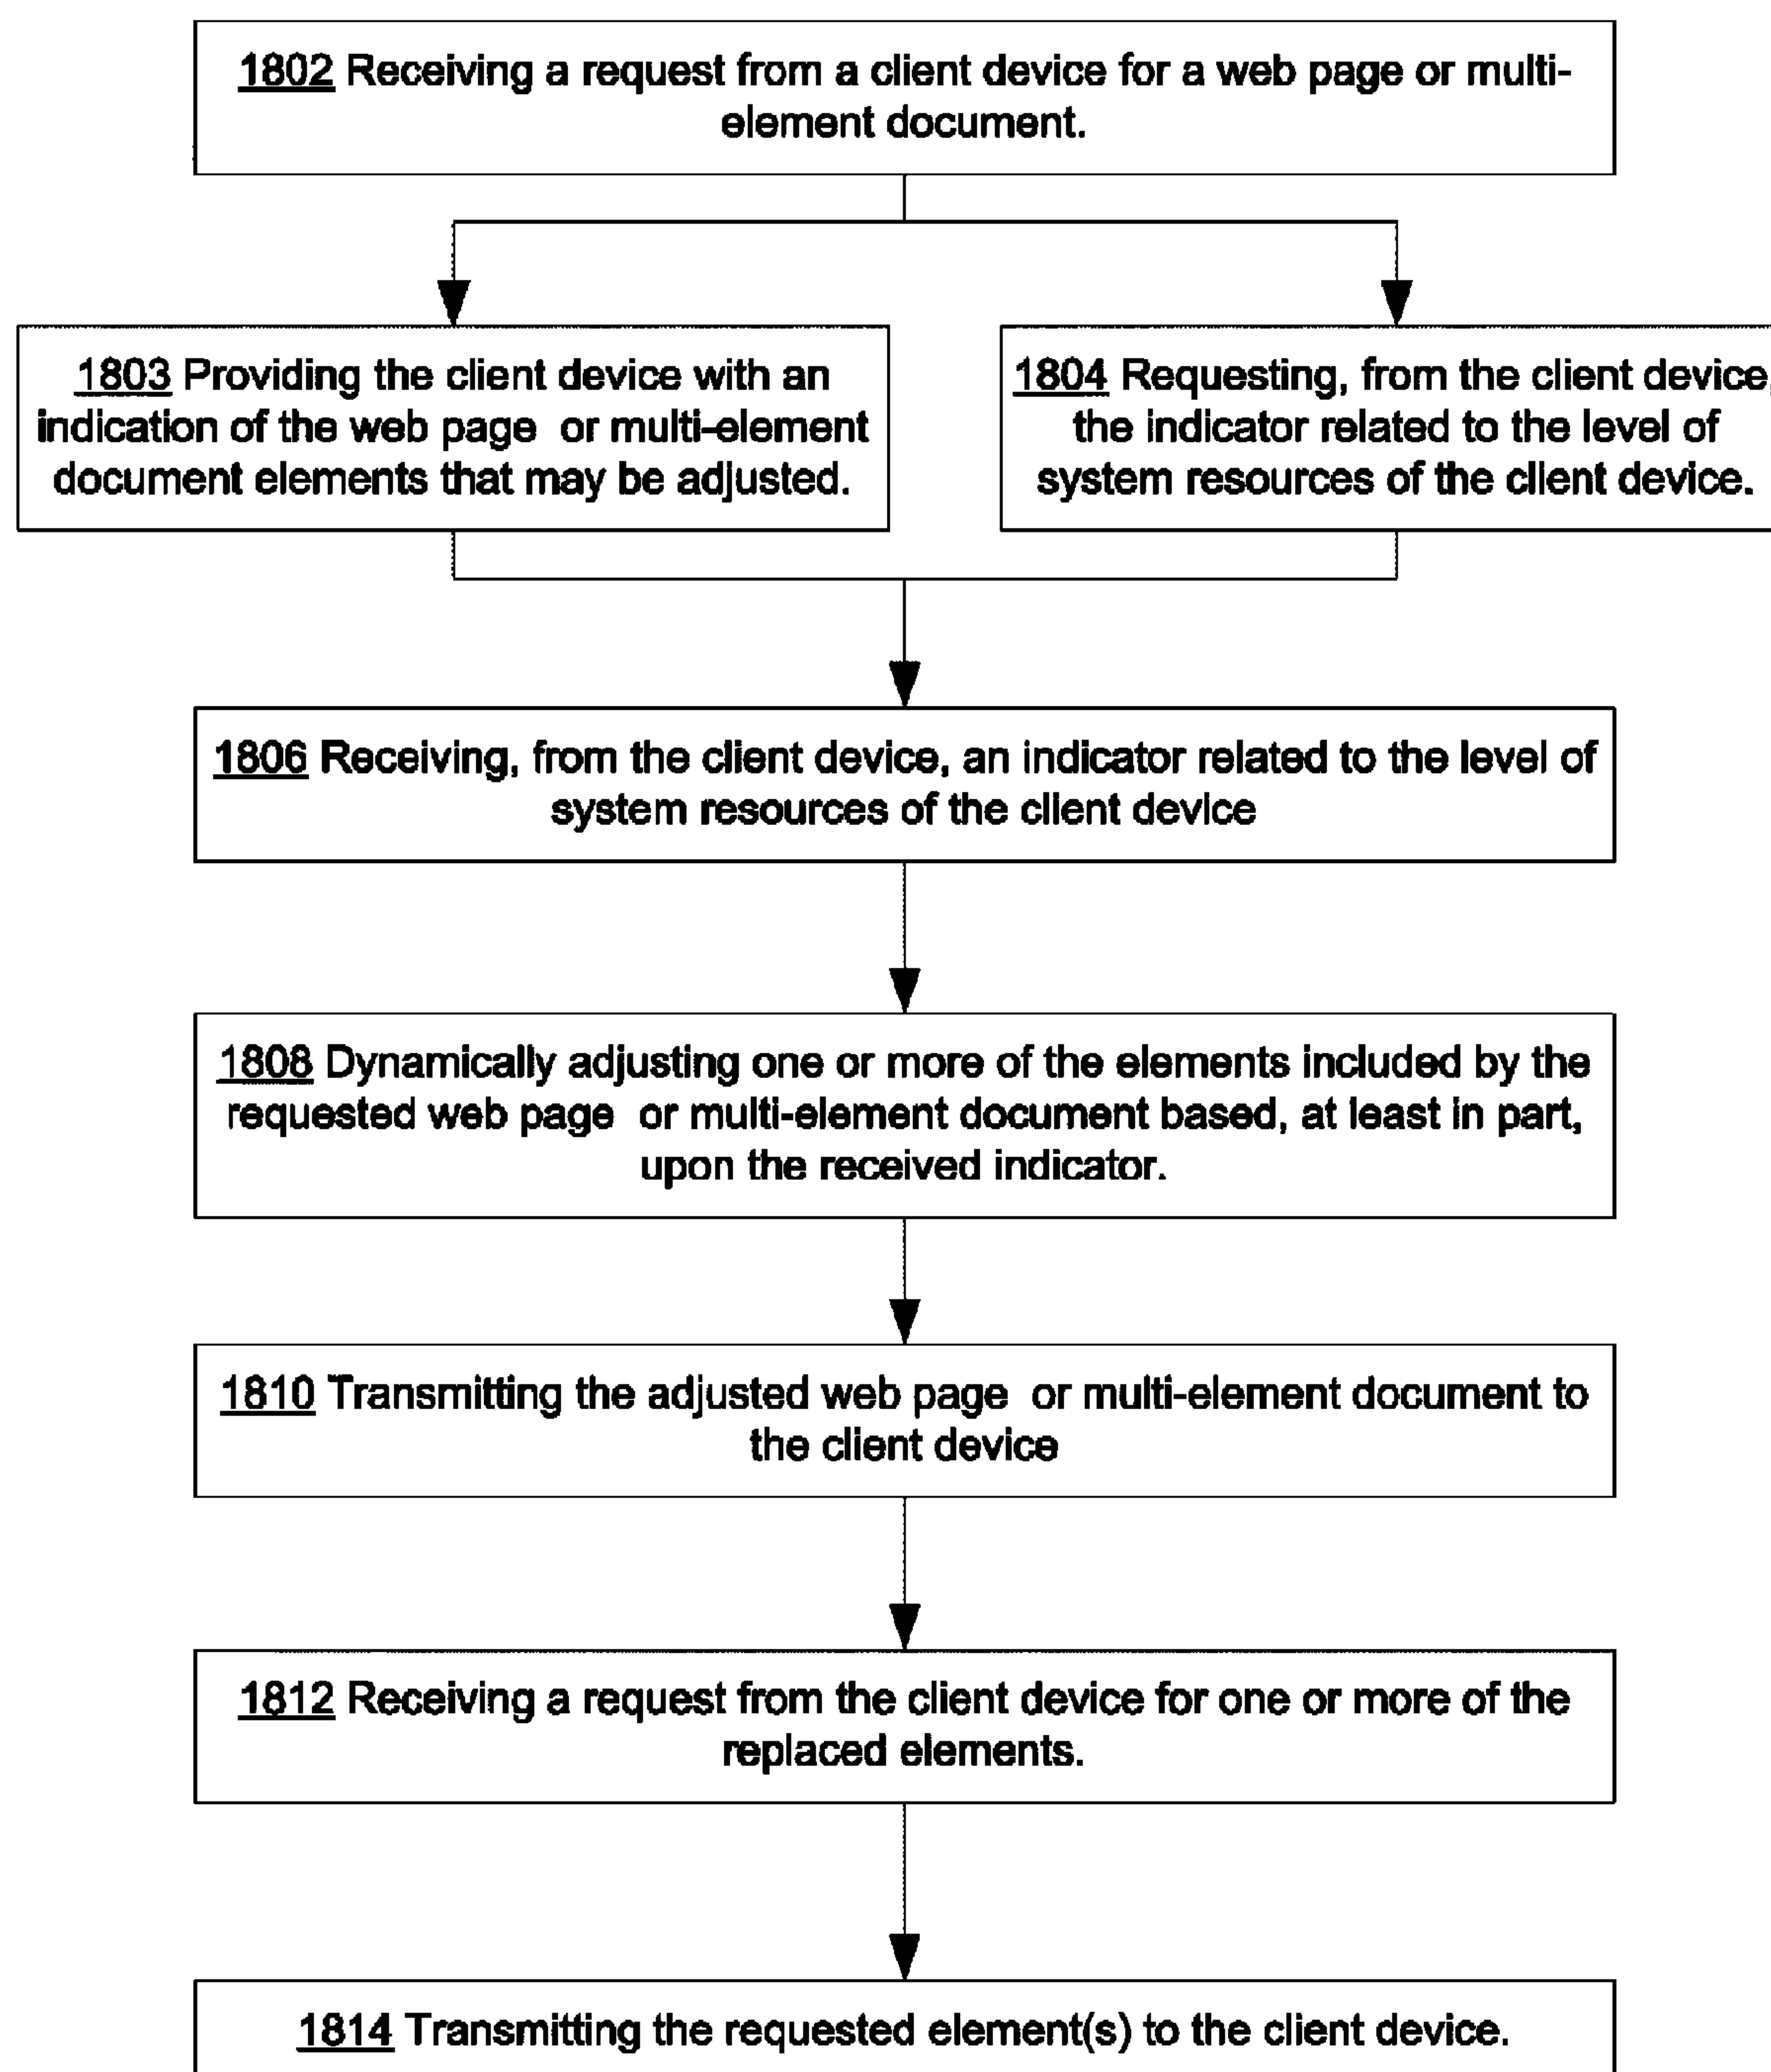 1802 Receiving a request from a client device for a web page or multi-
element document.
1803 Providing the client device with an
indication of the web page or multi-element
document elements that may be adjusted.
1804 Requesting, from the client device,
the indicator related to the level of
system resources of the client device.
1806 Receiving, from the client device, an indicator related to the level of
system resources of the client device
1808 Dynamically adjusting one or more of the elements included by the
requested web page or multi-element document based, at least in part,
upon the received indicator.
1810 Transmitting the adjusted web page or multi-element document to
the client device
1812 Receiving a request from the client device for one or more of the
replaced elements.
1814 Transmitting the requested element(s) to the client device.